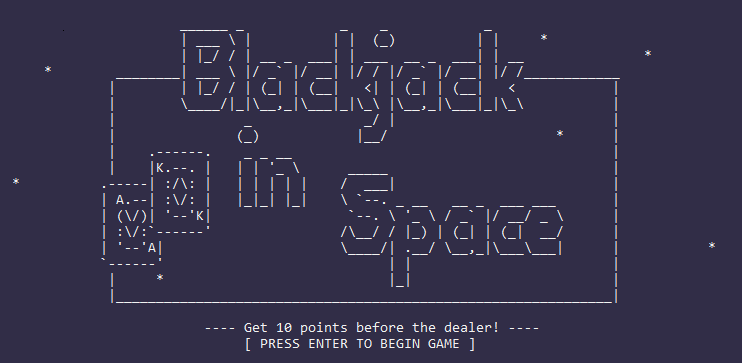 Blackjack
in
K
A
K
A
Space
---- Get 10 points before the dealer! ----
[ PRESS ENTER TO BEGIN GAME ]